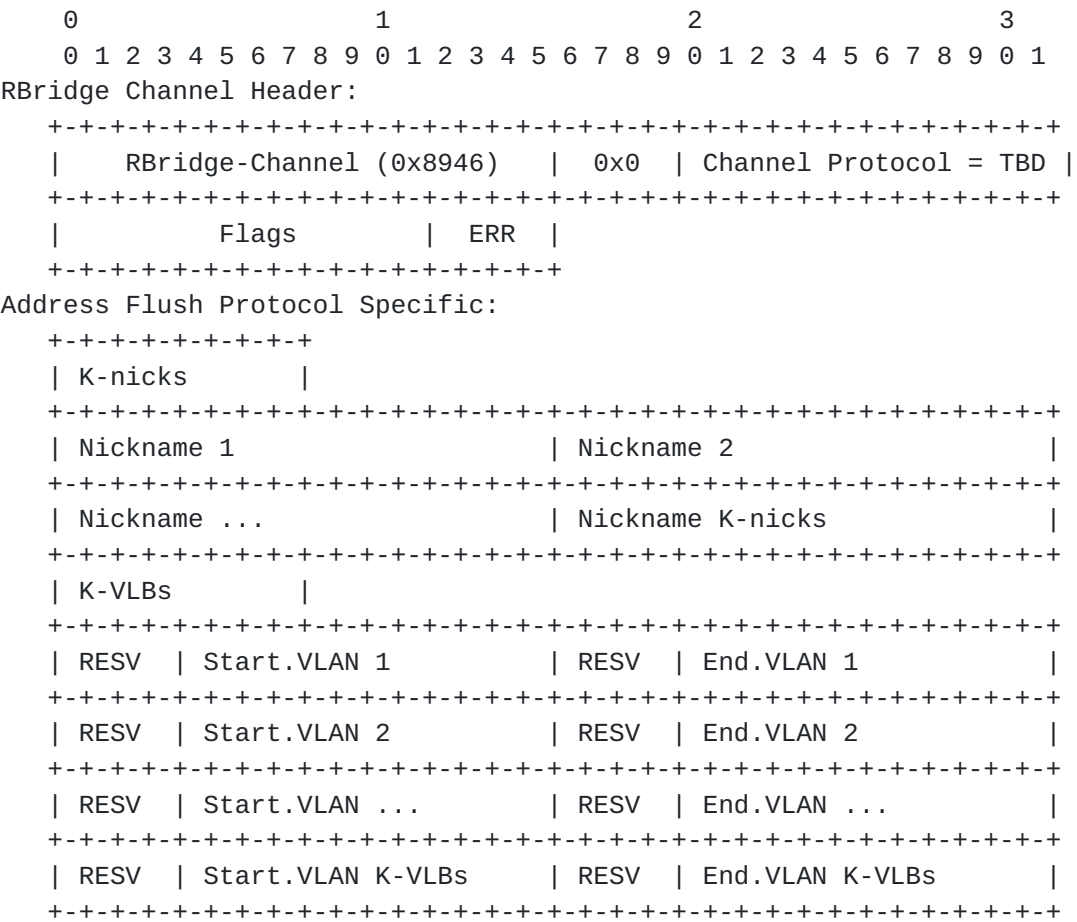 0                   1                   2                   3
    0 1 2 3 4 5 6 7 8 9 0 1 2 3 4 5 6 7 8 9 0 1 2 3 4 5 6 7 8 9 0 1
RBridge Channel Header:
   +-+-+-+-+-+-+-+-+-+-+-+-+-+-+-+-+-+-+-+-+-+-+-+-+-+-+-+-+-+-+-+-+
   |    RBridge-Channel (0x8946)   |  0x0  | Channel Protocol = TBD |
   +-+-+-+-+-+-+-+-+-+-+-+-+-+-+-+-+-+-+-+-+-+-+-+-+-+-+-+-+-+-+-+-+
   |          Flags        |  ERR  |
   +-+-+-+-+-+-+-+-+-+-+-+-+-+-+-+-+
Address Flush Protocol Specific:
   +-+-+-+-+-+-+-+-+
   | K-nicks       |
   +-+-+-+-+-+-+-+-+-+-+-+-+-+-+-+-+-+-+-+-+-+-+-+-+-+-+-+-+-+-+-+-+
   | Nickname 1                    | Nickname 2                    |
   +-+-+-+-+-+-+-+-+-+-+-+-+-+-+-+-+-+-+-+-+-+-+-+-+-+-+-+-+-+-+-+-+
   | Nickname ...                  | Nickname K-nicks              |
   +-+-+-+-+-+-+-+-+-+-+-+-+-+-+-+-+-+-+-+-+-+-+-+-+-+-+-+-+-+-+-+-+
   | K-VLBs        |
   +-+-+-+-+-+-+-+-+-+-+-+-+-+-+-+-+-+-+-+-+-+-+-+-+-+-+-+-+-+-+-+-+
   | RESV  | Start.VLAN 1          | RESV  | End.VLAN 1            |
   +-+-+-+-+-+-+-+-+-+-+-+-+-+-+-+-+-+-+-+-+-+-+-+-+-+-+-+-+-+-+-+-+
   | RESV  | Start.VLAN 2          | RESV  | End.VLAN 2            |
   +-+-+-+-+-+-+-+-+-+-+-+-+-+-+-+-+-+-+-+-+-+-+-+-+-+-+-+-+-+-+-+-+
   | RESV  | Start.VLAN ...        | RESV  | End.VLAN ...          |
   +-+-+-+-+-+-+-+-+-+-+-+-+-+-+-+-+-+-+-+-+-+-+-+-+-+-+-+-+-+-+-+-+
   | RESV  | Start.VLAN K-VLBs     | RESV  | End.VLAN K-VLBs       |
   +-+-+-+-+-+-+-+-+-+-+-+-+-+-+-+-+-+-+-+-+-+-+-+-+-+-+-+-+-+-+-+-+